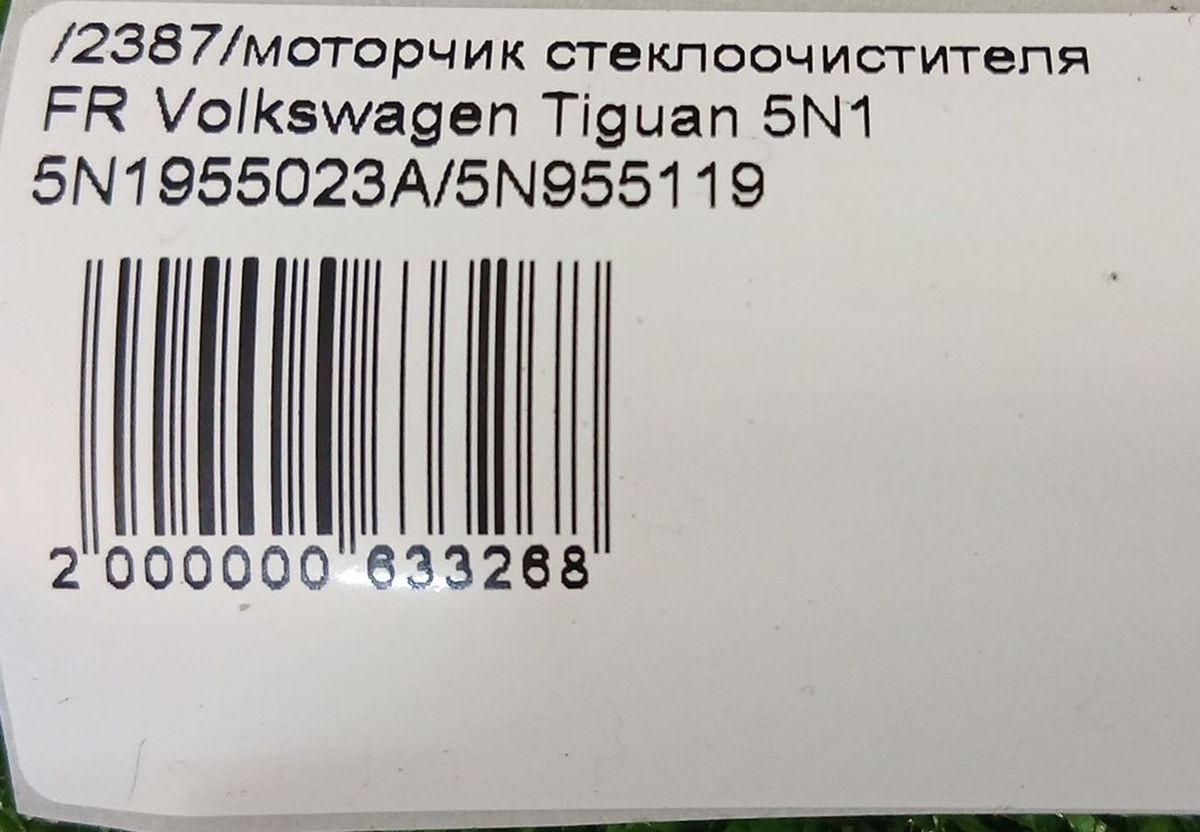 /2387/моторчик стеклоочистителя
FR Volkswagen Tiguan 5N1
5N1955023A/5N955119
2 000000 633268